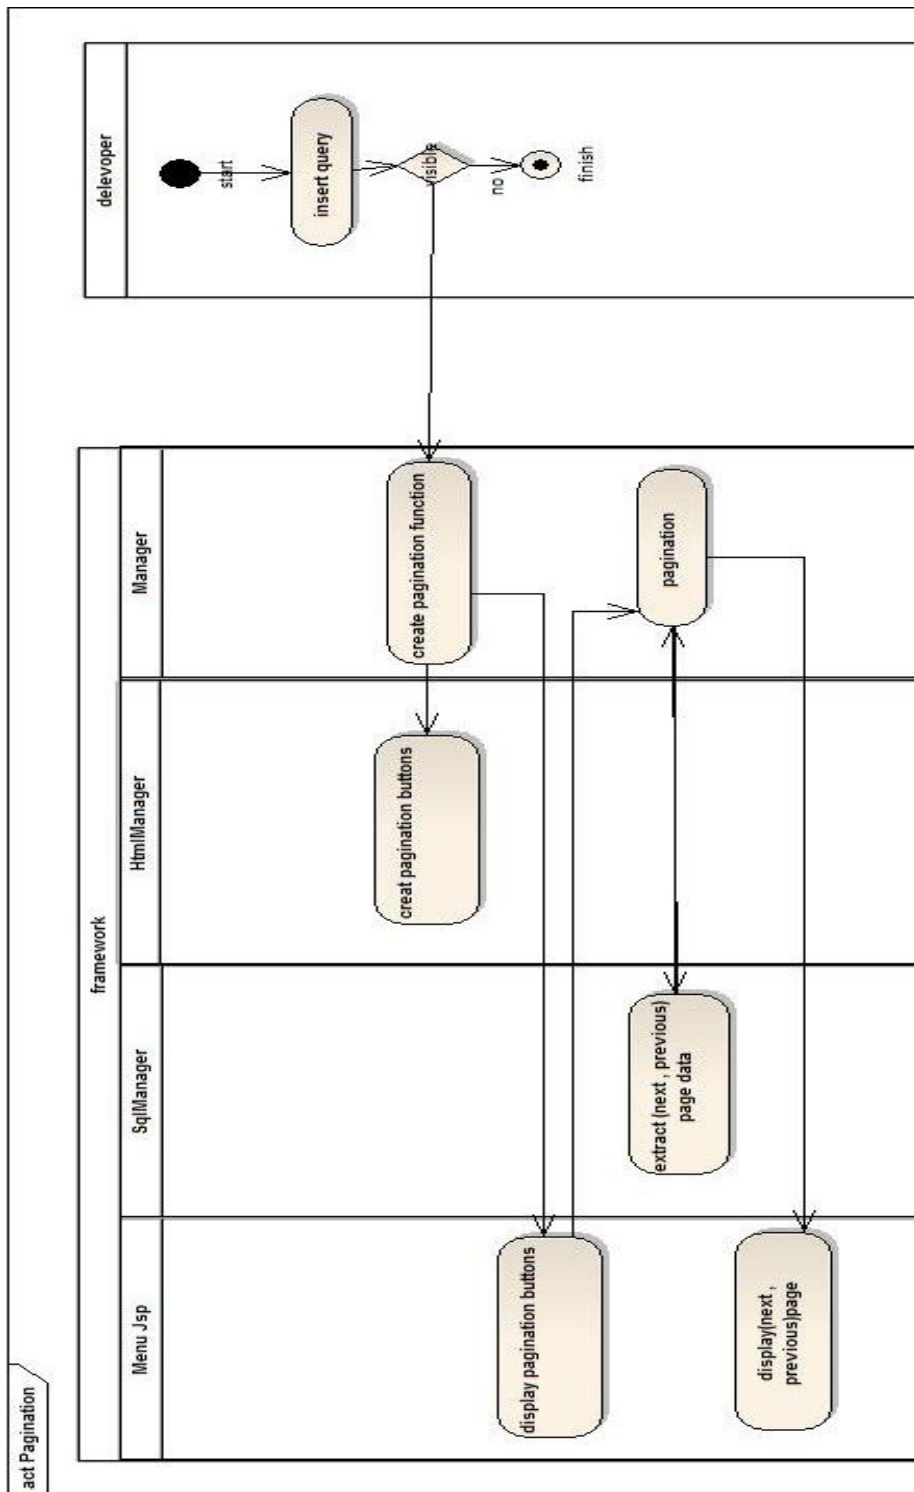 act Pagination
framework
delevoper
Menu Jsp
SqlManager
HtmlManager
Manager
start
insert query
visible
no
finish
create pagination function
creat pagination buttons
display pagination buttons
pagination
extract (next , previous)
page data
display(next ,
previous)page